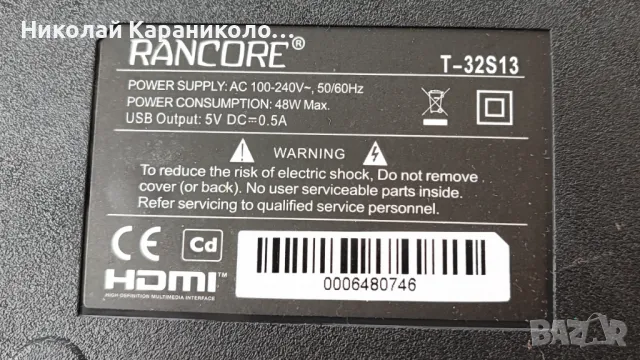 Николай Караниколо...
RANCORE®
T-32S13
POWER SUPPLY: AC 100-240V~, 50/60Hz
POWER CONSUMPTION: 48W Max.
USB Output: 5V DC⎓0.5A
WARNING
To reduce the risk of electric shock, Do not remove
cover (or back). No user serviceable parts inside.
Refer servicing to qualified service personnel.
CE
Cd
HDMI™
HIGH-DEFINITION MULTIMEDIA INTERFACE
0006480746
BAZAR